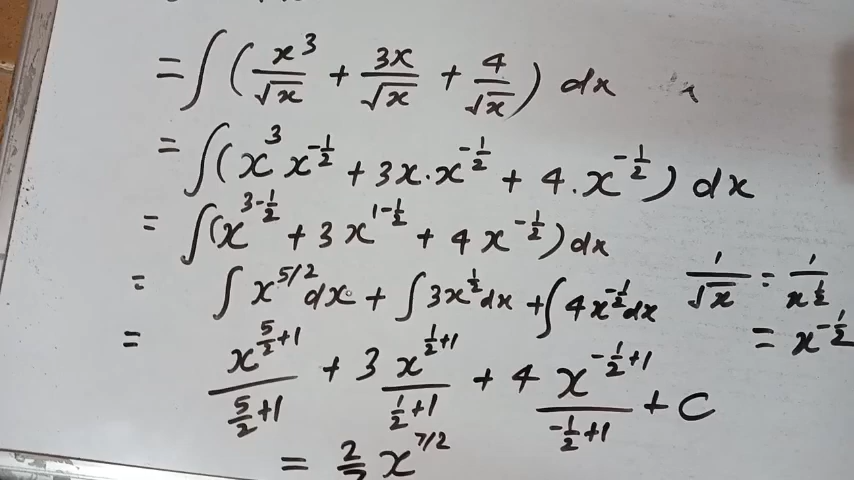 = ∫ (x³/√x + 3x/√x + 4/√x) dx
= ∫(x³ x^(-1/2) + 3x.x^(-1/2) + 4.x^(-1/2)) dx
= ∫(x^(3-1/2) + 3x^(1-1/2) + 4x^(-1/2)) dx
= ∫ x^(5/2) dx + ∫ 3x^(1/2) dx + ∫ 4x^(-1/2) dx
1/√x = 1/x^(1/2)
= x^(-1/2)
= x^(5/2+1)/(5/2+1) + 3 x^(1/2+1)/(1/2+1) + 4 x^(-1/2+1)/(-1/2+1) + C
= 2/7 x^(7/2)